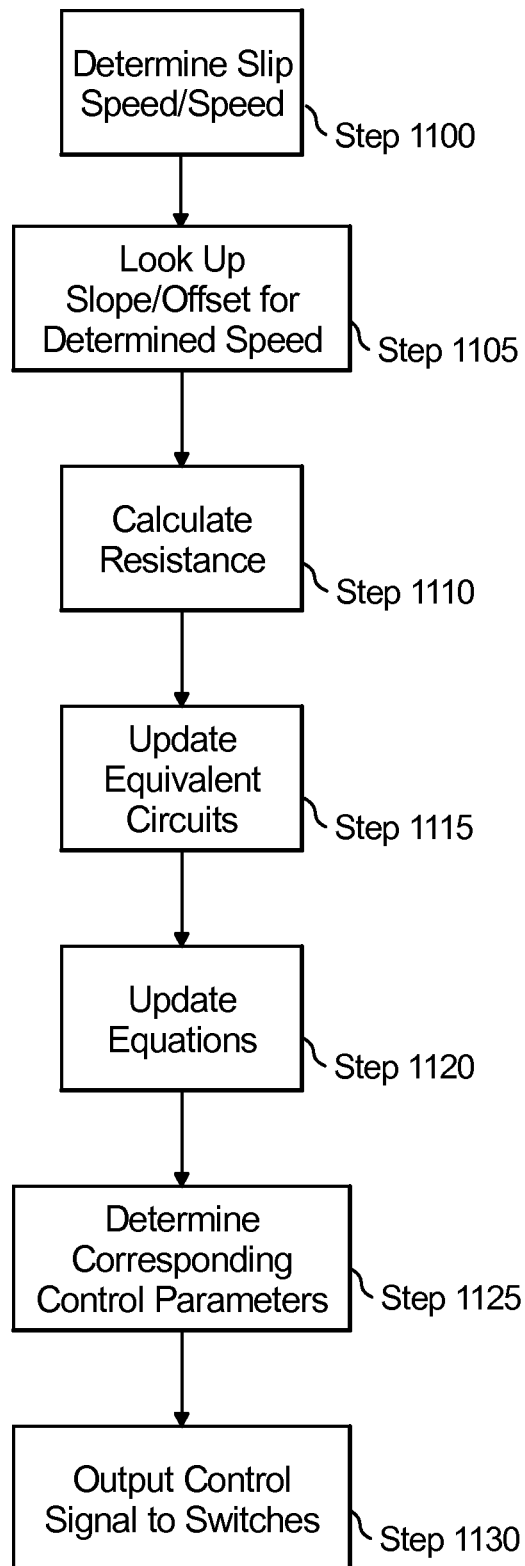 Determine Slip
Speed/Speed
Step 1100
Look Up
Slope/Offset for
Determined Speed
Step 1105
Calculate
Resistance
Step 1110
Update
Equivalent
Circuits
Step 1115
Update
Equations
Step 1120
Determine
Corresponding
Control Parameters
Step 1125
Output Control
Signal to Switches
Step 1130